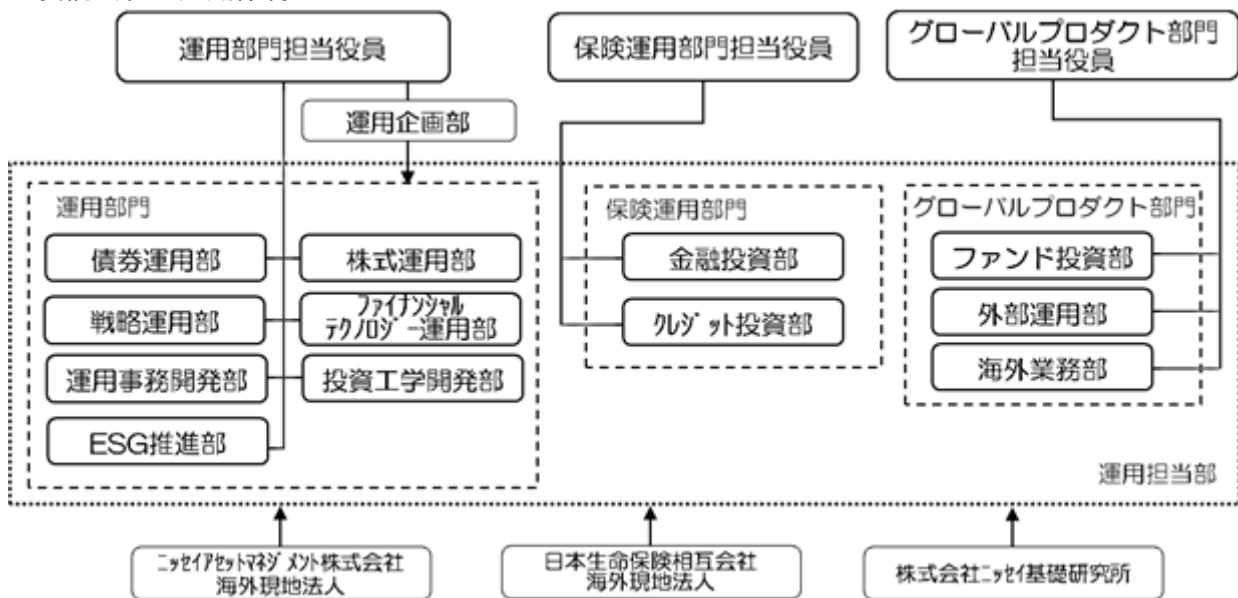 運用部門担当役員
保険運用部門担当役員
グローバルプロダクト部門
担当役員
運用企画部
運用部門
保険運用部門
グローバルプロダクト部門
債券運用部
株式運用部
金融投資部
ファンド投資部
戦略運用部
ファイナンシャル
テクノロジー運用部
クレジット投資部
外部運用部
運用事務開発部
投資工学開発部
海外業務部
ESG推進部
運用担当部
ニッセイアセットマネジメント株式会社
海外現地法人
日本生命保険相互会社
海外現地法人
株式会社ニッセイ基礎研究所